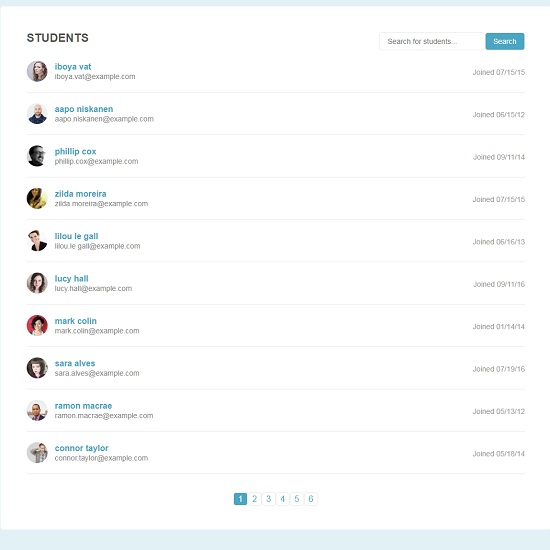 STUDENTS
Search for students...
Search
iboya vat
iboya.vat@example.com
Joined 07/15/15
aapo niskanen
aapo.niskanen@example.com
Joined 06/15/12
phillip cox
phillip.cox@example.com
Joined 09/11/14
zilda moreira
zilda.moreira@example.com
Joined 07/15/15
lilou le gall
lilou.le gall@example.com
Joined 06/16/13
lucy hall
lucy.hall@example.com
Joined 09/11/16
mark colin
mark.colin@example.com
Joined 01/14/14
sara alves
sara.alves@example.com
Joined 07/19/16
ramon macrae
ramon.macrae@example.com
Joined 05/13/12
connor taylor
connor.taylor@example.com
Joined 05/18/14
1 2 3 4 5 6